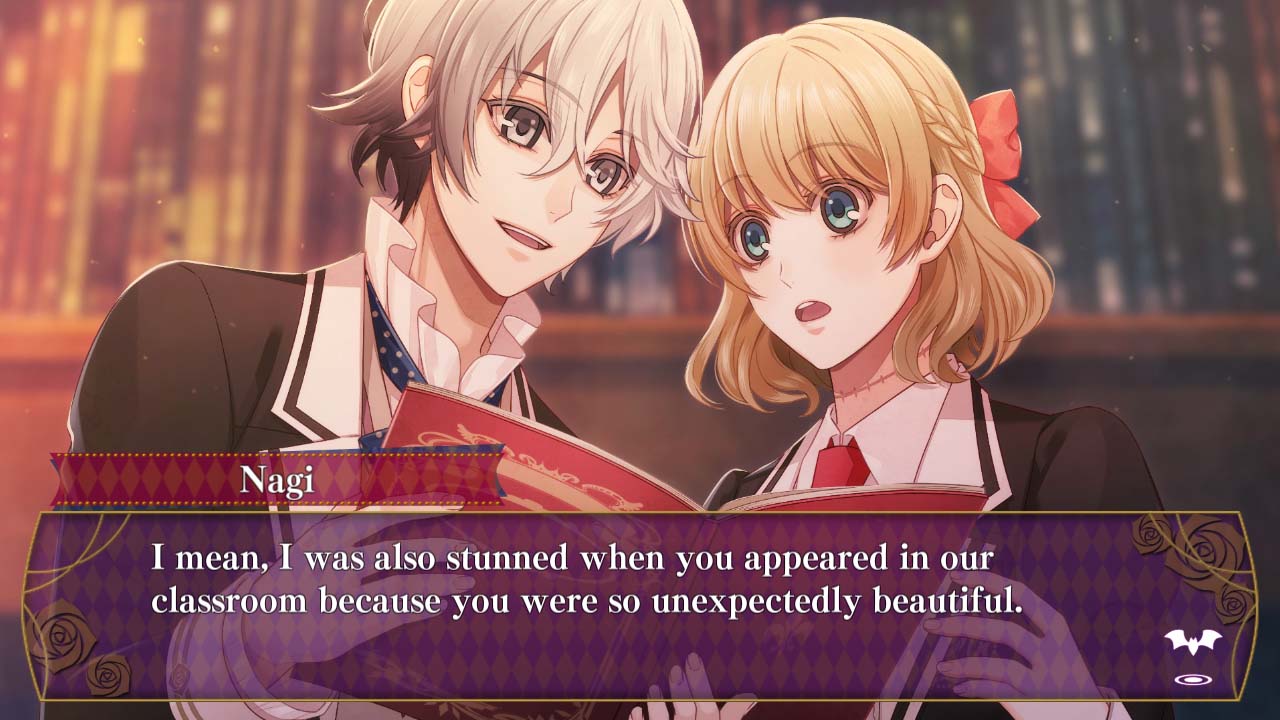 Nagi
I mean, I was also stunned when you appeared in our
classroom because you were so unexpectedly beautiful.